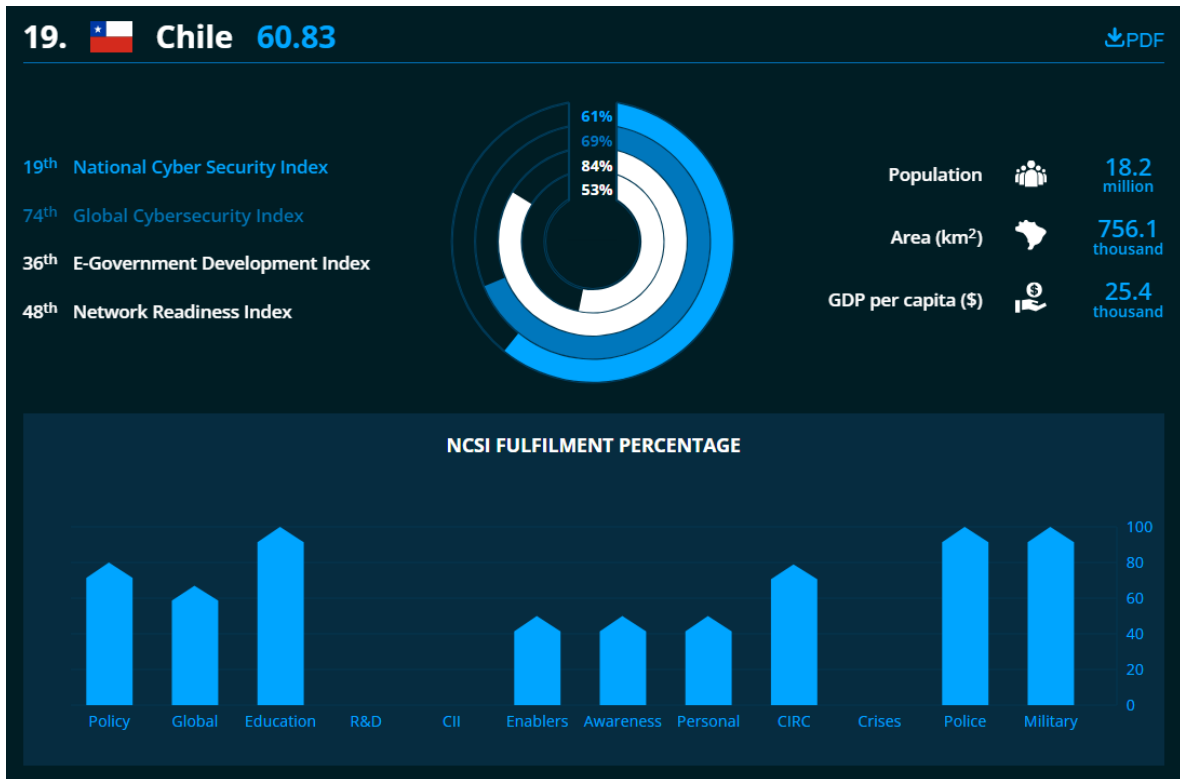 19. Chile 60.83
PDF
19th National Cyber Security Index
74th Global Cybersecurity Index
36th E-Government Development Index
48th Network Readiness Index
61%
69%
84%
53%
Population 18.2 million
Area (km²) 756.1 thousand
GDP per capita ($) 25.4 thousand
NCSI FULFILMENT PERCENTAGE
100
80
60
40
20
0
Policy Global Education R&D CII Enablers Awareness Personal CIRC Crises Police Military